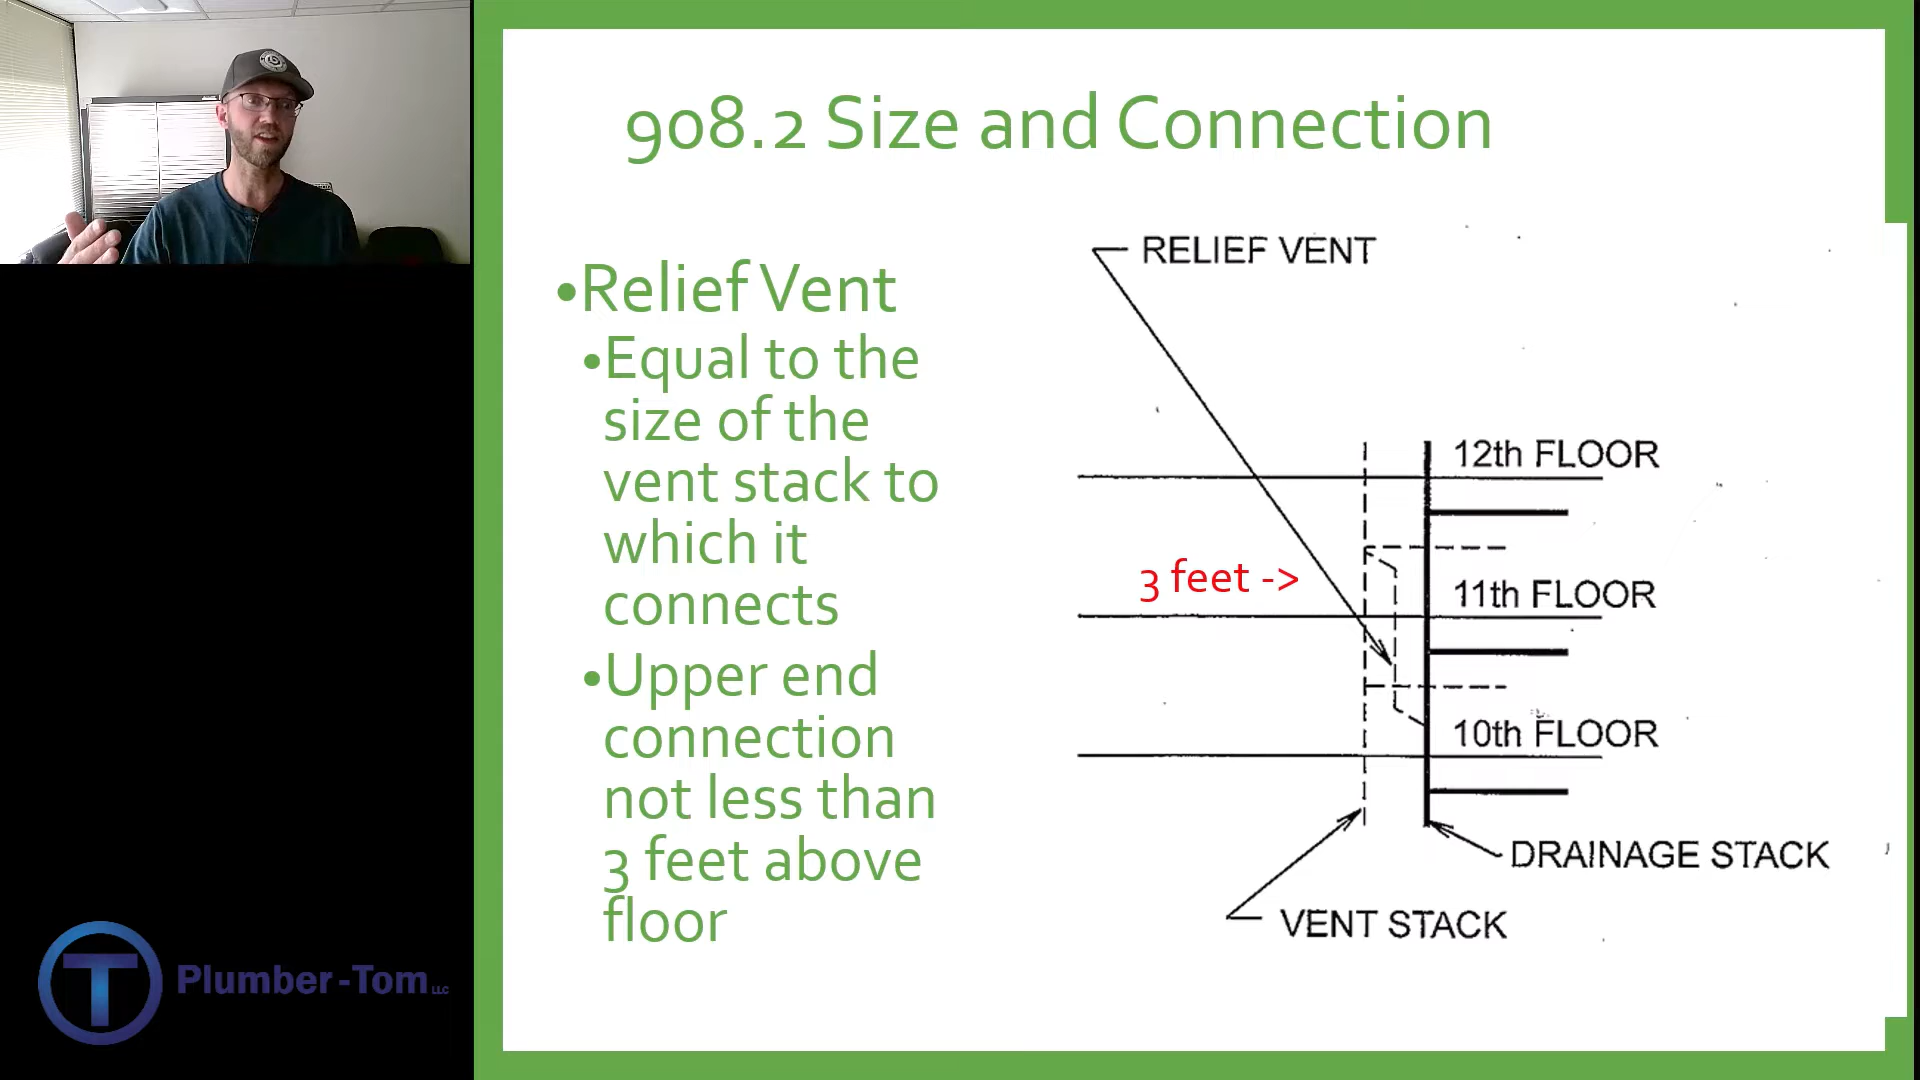 908.2 Size and Connection
•Relief Vent
•Equal to the
size of the
vent stack to
which it
connects
•Upper end
connection
not less than
3 feet above
floor
RELIEF VENT
12th FLOOR
3 feet ->
11th FLOOR
10th FLOOR
DRAINAGE STACK
VENT STACK
T Plumber-Tom LLC